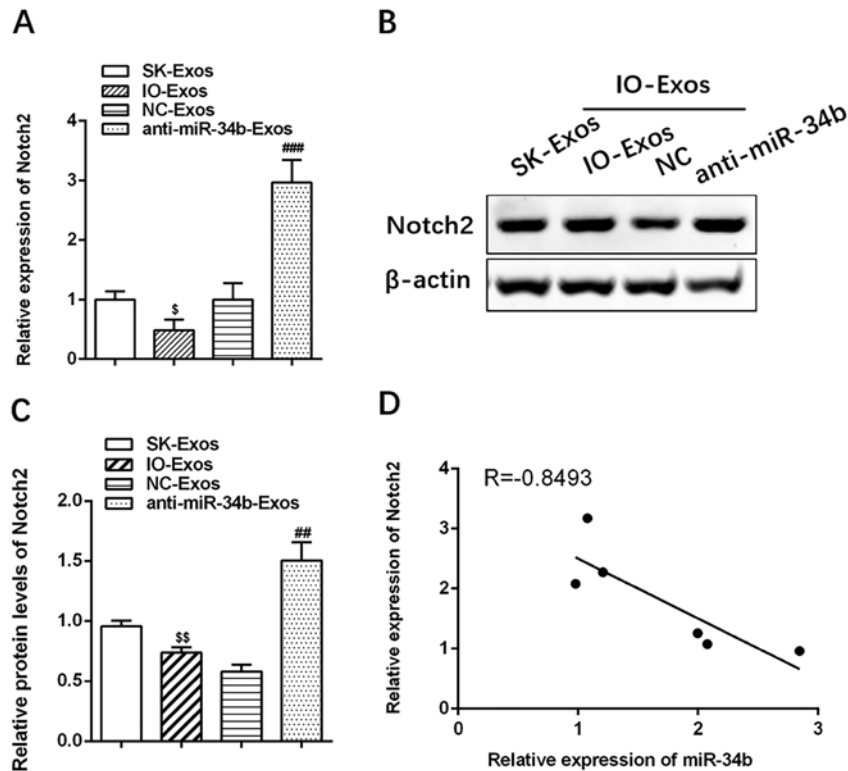 A
SK-Exos
IO-Exos
NC-Exos
anti-miR-34b-Exos
Relative expression of Notch2
4
3
2
1
0
$
###
B
IO-Exos
SK-Exos
IO-Exos
NC
anti-miR-34b
Notch2
β-actin
C
SK-Exos
IO-Exos
NC-Exos
anti-miR-34b-Exos
Relative protein levels of Notch2
2.0
1.5
1.0
0.5
0.0
$$
##
D
R=-0.8493
Relative expression of Notch2
4
3
2
1
0
0 1 2 3
Relative expression of miR-34b